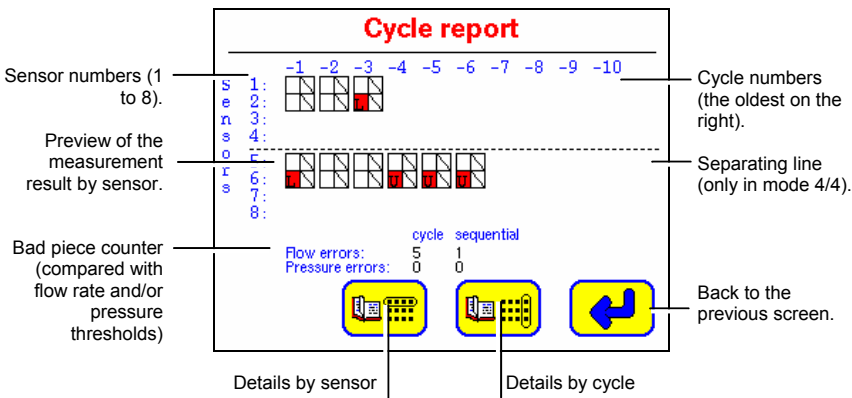 Cycle report
-1 -2 -3 -4 -5 -6 -7 -8 -9 -10
Sensors
1:
2: L
3:
4:
5:
6: L U U U
7:
8:
cycle sequential
Flow errors: 5 1
Pressure errors: 0 0
Sensor numbers (1
to 8).
Preview of the
measurement
result by sensor.
Bad piece counter
(compared with
flow rate and/or
pressure
thresholds)
Cycle numbers
(the oldest on the
right).
Separating line
(only in mode 4/4).
Back to the
previous screen.
Details by sensor
Details by cycle